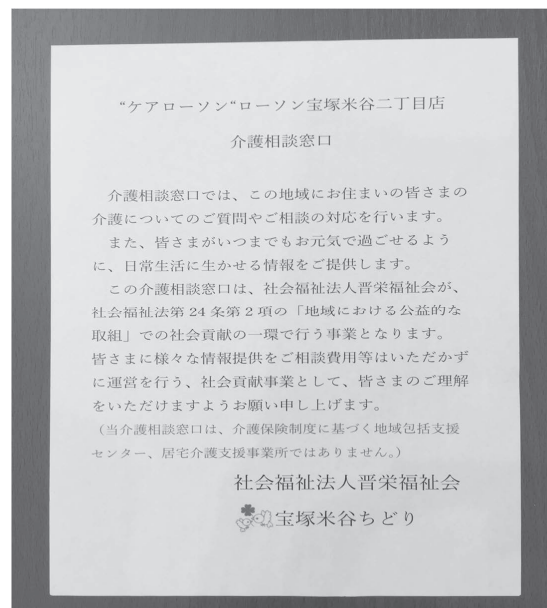 “ケアローソン“ローソン宝塚米谷二丁目店
介護相談窓口
介護相談窓口では、この地域にお住まいの皆さまの
介護についてのご質問やご相談の対応を行います。
また、皆さまがいつまでもお元気で過ごせるよう
に、日常生活に生かせる情報をご提供します。
この介護相談窓口は、社会福祉法人晋栄福祉会が、
社会福祉法第 24 条第 2 項の「地域における公益的な
取組」での社会貢献の一環で行う事業となります。
皆さまに様々な情報提供をご相談費用等はいただかず
に運営を行う、社会貢献事業として、皆さまのご理解
をいただけますようお願い申し上げます。
（当介護相談窓口は、介護保険制度に基づく地域包括支援
センター、居宅介護支援事業所ではありません。）
社会福祉法人晋栄福祉会
宝塚米谷ちどり